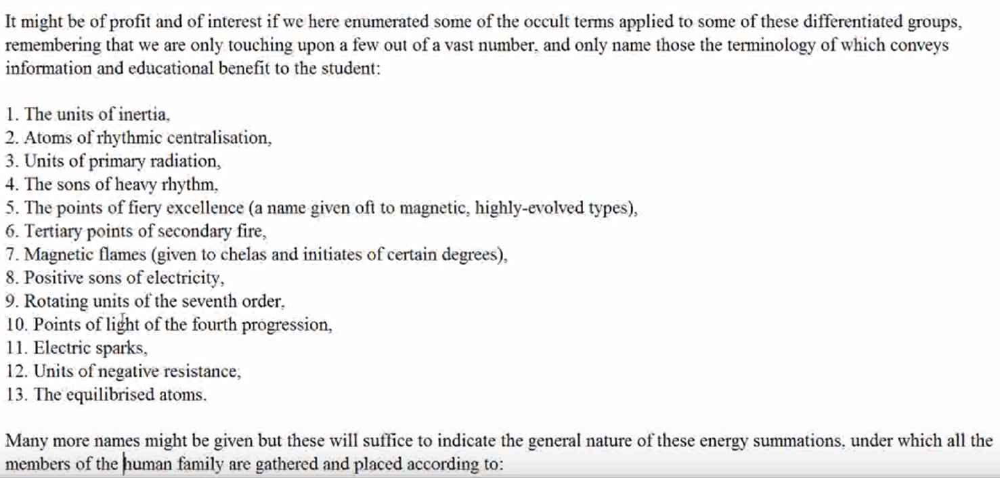 It might be of profit and of interest if we here enumerated some of the occult terms applied to some of these differentiated groups,
remembering that we are only touching upon a few out of a vast number, and only name those the terminology of which conveys
information and educational benefit to the student:
1. The units of inertia,
2. Atoms of rhythmic centralisation,
3. Units of primary radiation,
4. The sons of heavy rhythm,
5. The points of fiery excellence (a name given oft to magnetic, highly-evolved types),
6. Tertiary points of secondary fire,
7. Magnetic flames (given to chelas and initiates of certain degrees),
8. Positive sons of electricity,
9. Rotating units of the seventh order,
10. Points of light of the fourth progression,
11. Electric sparks,
12. Units of negative resistance,
13. The equilibrised atoms.
Many more names might be given but these will suffice to indicate the general nature of these energy summations, under which all the
members of the human family are gathered and placed according to: